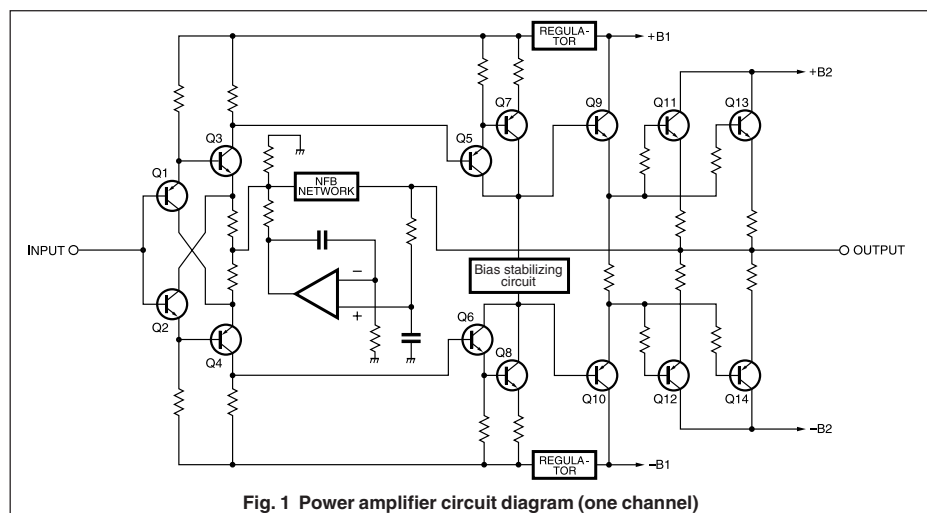 REGULA-
TOR
+B1
+B2
Q7
Q9
Q11
Q13
Q3
Q5
Q1
NFB
NETWORK
INPUT
OUTPUT
Bias stabilizing
circuit
−
+
Q2
Q6
Q4
Q8
Q10
Q12
Q14
−B2
REGULA-
TOR
−B1
Fig. 1 Power amplifier circuit diagram (one channel)